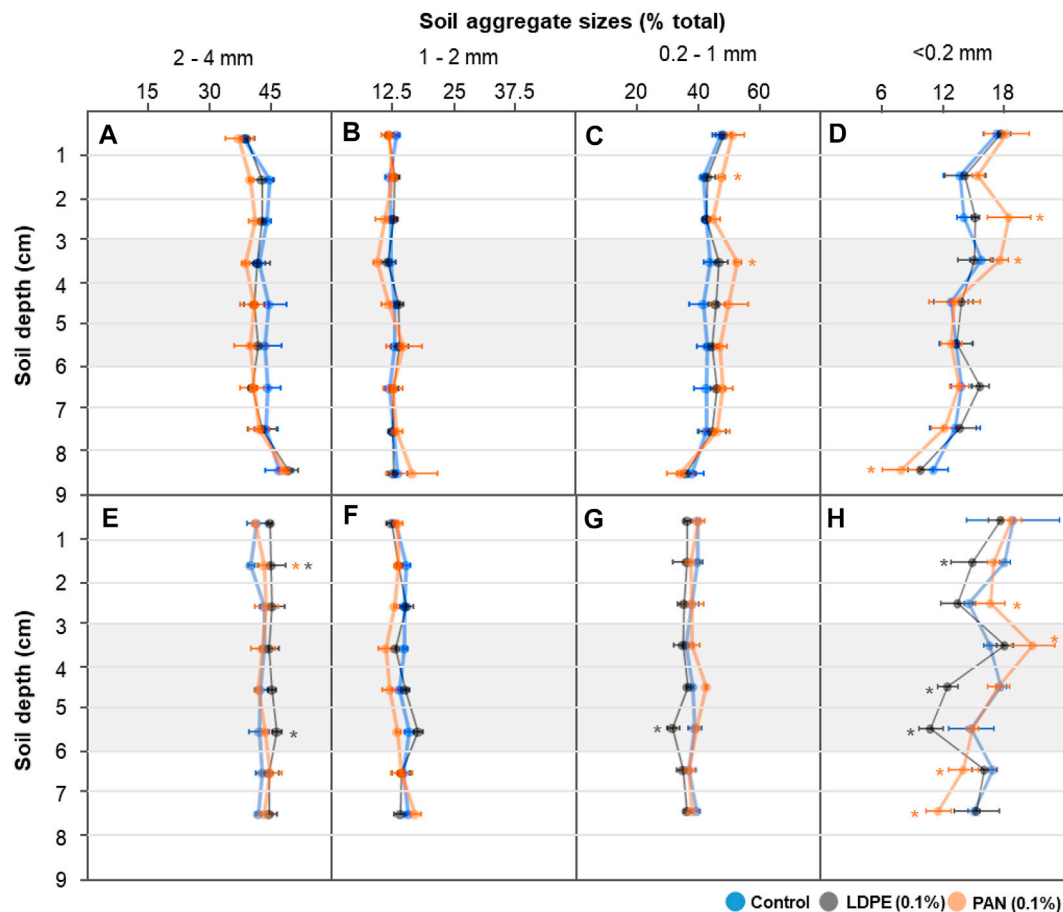 Soil aggregate sizes (% total)
2 - 4 mm 1 - 2 mm 0.2 - 1 mm <0.2 mm
15 30 45 12.5 25 37.5 20 40 60 6 12 18
A B C D
Soil depth (cm)
1
2
3
4
5
6
7
8
9
* * * * *
E F G H
Soil depth (cm)
1
2
3
4
5
6
7
8
9
* * * * * * * * * * *
Control LDPE (0.1%) PAN (0.1%)